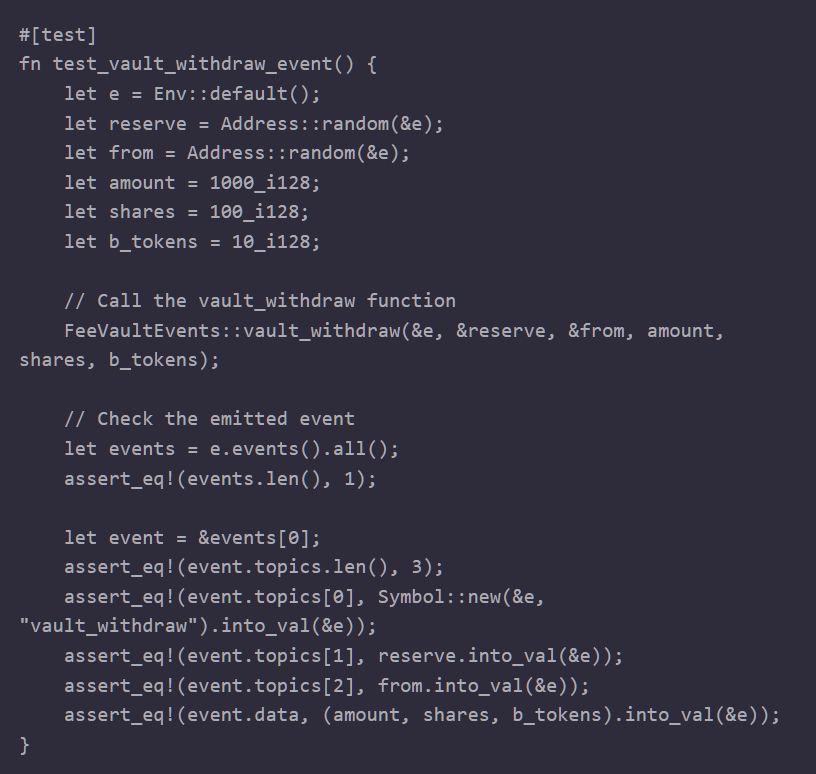 #[test]
fn test_vault_withdraw_event() {
    let e = Env::default();
    let reserve = Address::random(&e);
    let from = Address::random(&e);
    let amount = 1000_i128;
    let shares = 100_i128;
    let b_tokens = 10_i128;

    // Call the vault_withdraw function
    FeeVaultEvents::vault_withdraw(&e, &reserve, &from, amount,
shares, b_tokens);

    // Check the emitted event
    let events = e.events().all();
    assert_eq!(events.len(), 1);

    let event = &events[0];
    assert_eq!(event.topics.len(), 3);
    assert_eq!(event.topics[0], Symbol::new(&e,
"vault_withdraw").into_val(&e));
    assert_eq!(event.topics[1], reserve.into_val(&e));
    assert_eq!(event.topics[2], from.into_val(&e));
    assert_eq!(event.data, (amount, shares, b_tokens).into_val(&e));
}